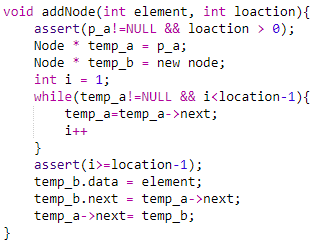 void addNode(int element, int loaction){
assert(p_a!=NULL && loaction > 0);
Node * temp_a = p_a;
Node * temp_b = new node;
int i = 1;
while(temp_a!=NULL && i<location-1){
temp_a=temp_a->next;
i++
}
assert(i>=location-1);
temp_b.data = element;
temp_b.next = temp_a->next;
temp_a->next= temp_b;
}